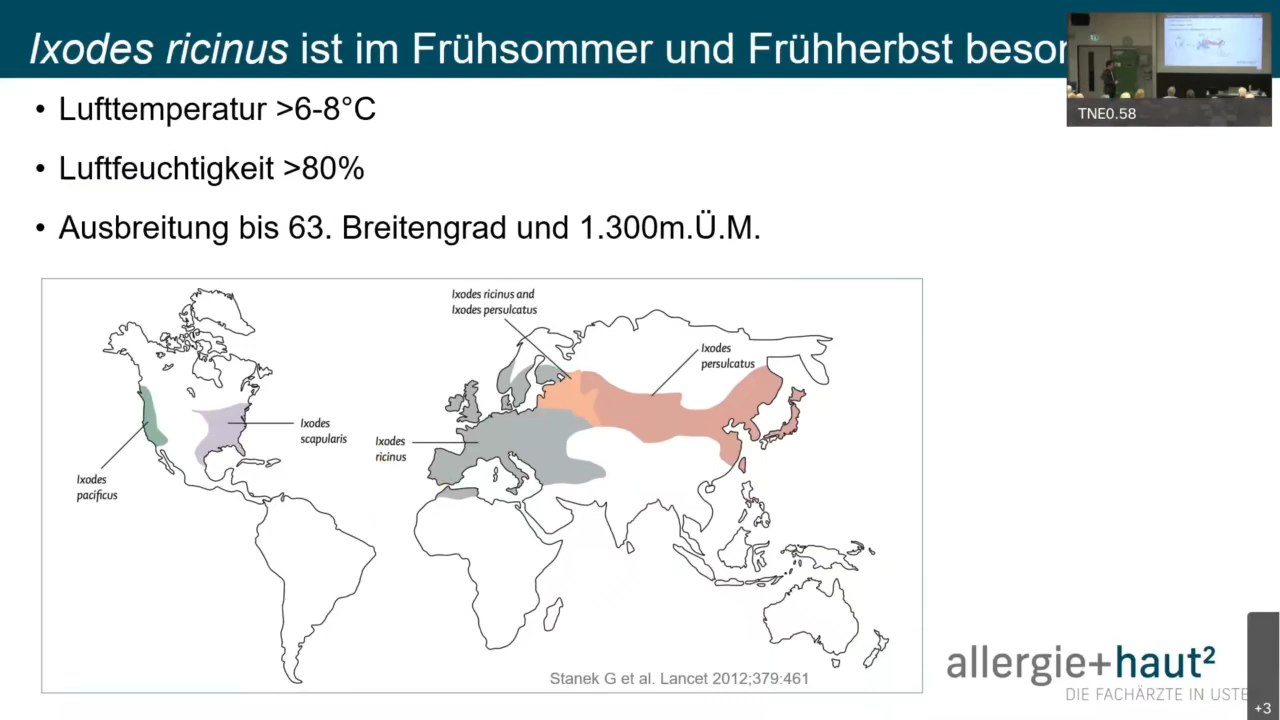 Ixodes ricinus ist im Frühsommer und Frühherbst beson
TNE0.58
• Lufttemperatur >6-8°C
• Luftfeuchtigkeit >80%
• Ausbreitung bis 63. Breitengrad und 1.300m.Ü.M.
Ixodes ricinus and
Ixodes persulcatus
Ixodes
persulcatus
Ixodes
scapularis
Ixodes
ricinus
Ixodes
pacificus
Stanek G et al. Lancet 2012;379:461
allergie+haut²
DIE FACHÄRZTE IN USTE
+3